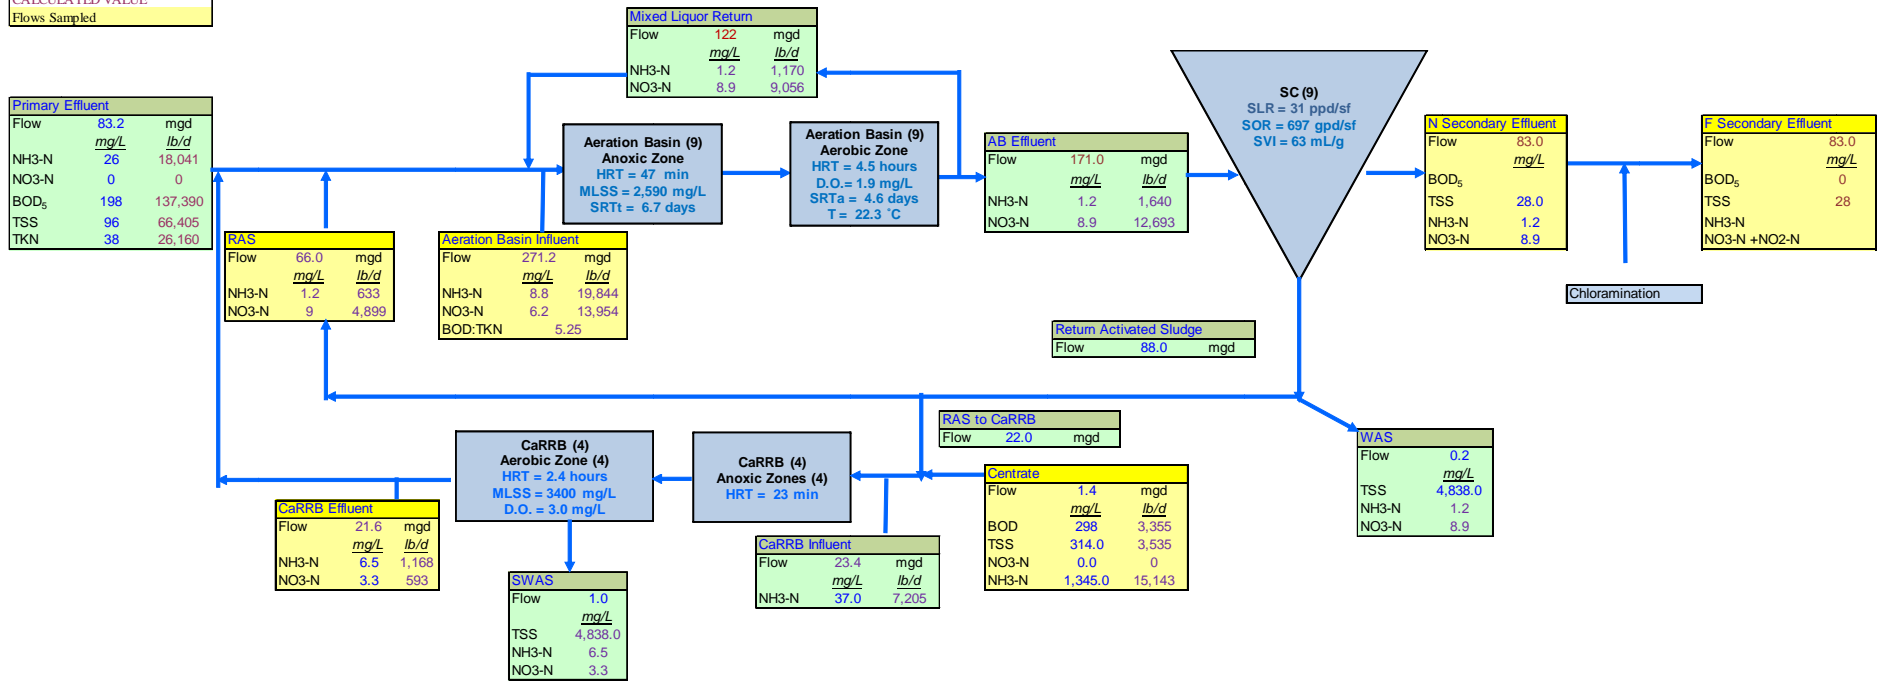 CALCULATED VALUE
Flows Sampled
Mixed Liquor Return
Flow 122 mgd
mg/L lb/d
NH3-N 1.2 1,170
NO3-N 8.9 9,056
Primary Effluent
Flow 83.2 mgd
mg/L lb/d
NH3-N 26 18,041
NO3-N 0 0
BOD5 198 137,390
TSS 96 66,405
TKN 38 26,160
Aeration Basin (9)
Anoxic Zone
HRT = 47 min
MLSS = 2,590 mg/L
SRTt = 6.7 days
Aeration Basin (9)
Aerobic Zone
HRT = 4.5 hours
D.O.= 1.9 mg/L
SRTa = 4.6 days
T = 22.3 ˚C
AB Effluent
Flow 171.0 mgd
mg/L lb/d
NH3-N 1.2 1,640
NO3-N 8.9 12,693
SC (9)
SLR = 31 ppd/sf
SOR = 697 gpd/sf
SVI = 63 mL/g
N Secondary Effluent
Flow 83.0
mg/L
BOD5
TSS 28.0
NH3-N 1.2
NO3-N 8.9
F Secondary Effluent
Flow 83.0
mg/L
BOD5 0
TSS 28
NH3-N
NO3-N +NO2-N
RAS
Flow 66.0 mgd
mg/L lb/d
NH3-N 1.2 633
NO3-N 9 4,899
Aeration Basin Influent
Flow 271.2 mgd
mg/L lb/d
NH3-N 8.8 19,844
NO3-N 6.2 13,954
BOD:TKN 5.25
Chloramination
Return Activated Sludge
Flow 88.0 mgd
RAS to CaRRB
Flow 22.0 mgd
CaRRB (4)
Aerobic Zone (4)
HRT = 2.4 hours
MLSS = 3400 mg/L
D.O. = 3.0 mg/L
CaRRB (4)
Anoxic Zones (4)
HRT = 23 min
Centrate
Flow 1.4 mgd
mg/L lb/d
BOD 298 3,355
TSS 314.0 3,535
NO3-N 0.0 0
NH3-N 1,345.0 15,143
WAS
Flow 0.2
mg/L
TSS 4,838.0
NH3-N 1.2
NO3-N 8.9
CaRRB Effluent
Flow 21.6 mgd
mg/L lb/d
NH3-N 6.5 1,168
NO3-N 3.3 593
CaRRB Influent
Flow 23.4 mgd
mg/L lb/d
NH3-N 37.0 7,205
SWAS
Flow 1.0
mg/L
TSS 4,838.0
NH3-N 6.5
NO3-N 3.3